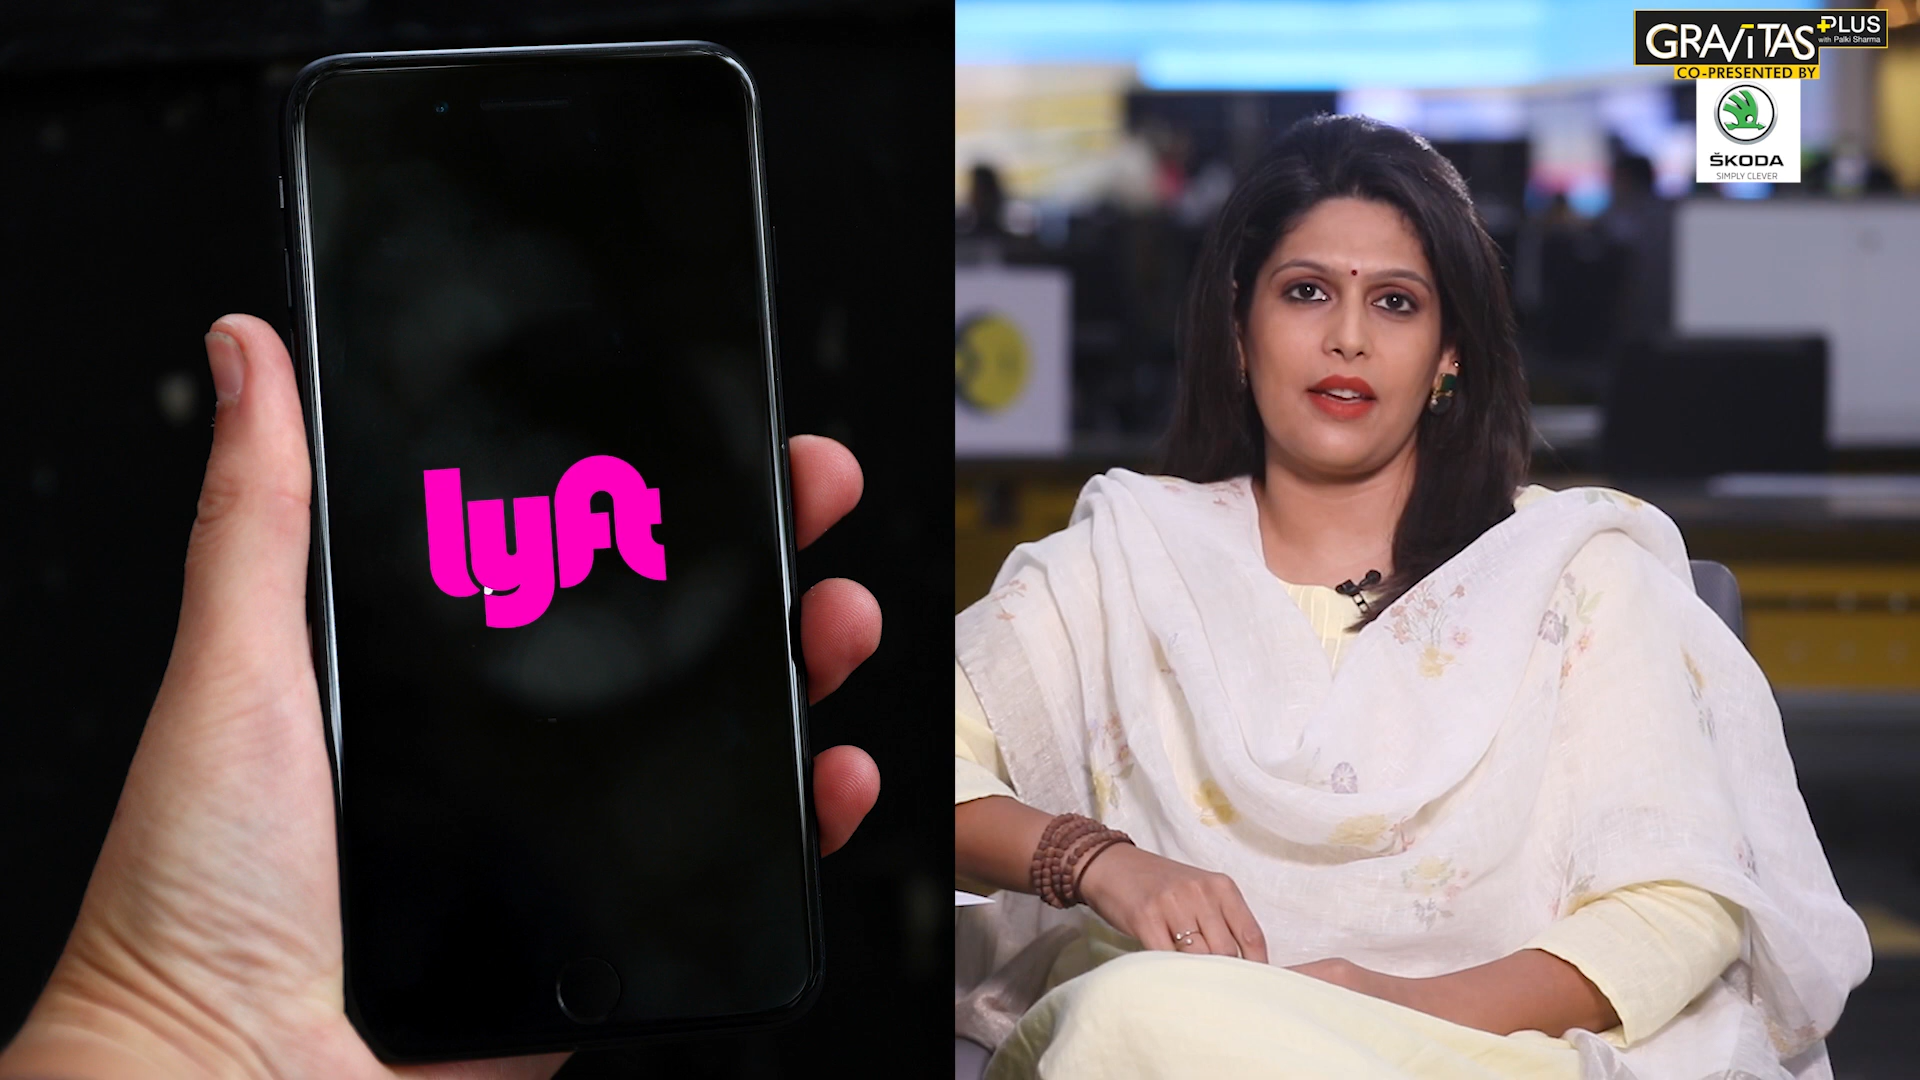 lyft
GRAVITAS +PLUS
with Palki Sharma
CO-PRESENTED BY
ŠKODA
SIMPLY CLEVER